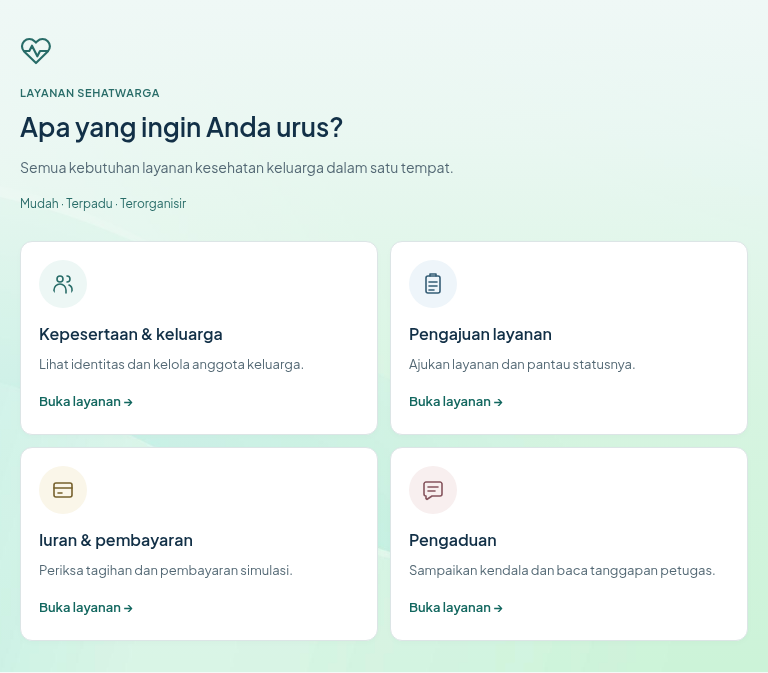 LAYANAN SEHATWARGA
Apa yang ingin Anda urus?
Semua kebutuhan layanan kesehatan keluarga dalam satu tempat.
Mudah · Terpadu · Terorganisir
Kepesertaan & keluarga
Lihat identitas dan kelola anggota keluarga.
Buka layanan →
Pengajuan layanan
Ajukan layanan dan pantau statusnya.
Buka layanan →
Iuran & pembayaran
Periksa tagihan dan pembayaran simulasi.
Buka layanan →
Pengaduan
Sampaikan kendala dan baca tanggapan petugas.
Buka layanan →